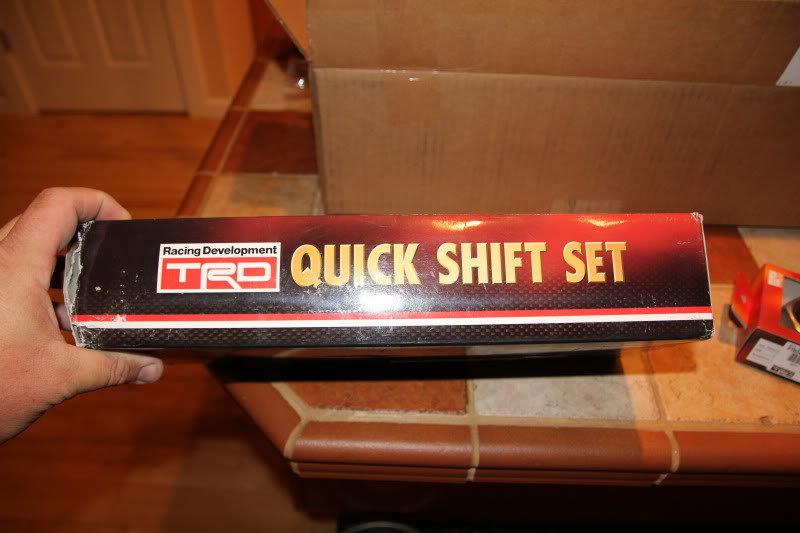 Racing Development
TRD
QUICK SHIFT SET